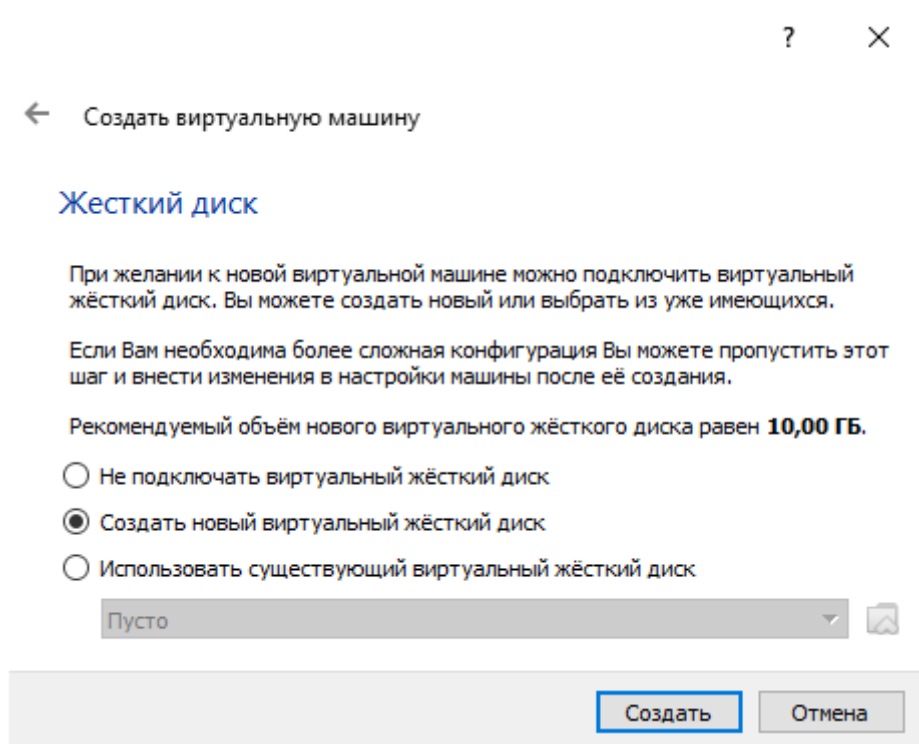 ?
Создать виртуальную машину
Жесткий диск
При желании к новой виртуальной машине можно подключить виртуальный
жёсткий диск. Вы можете создать новый или выбрать из уже имеющихся.
Если Вам необходима более сложная конфигурация Вы можете пропустить этот
шаг и внести изменения в настройки машины после её создания.
Рекомендуемый объём нового виртуального жёсткого диска равен 10,00 ГБ.
Не подключать виртуальный жёсткий диск
Создать новый виртуальный жёсткий диск
Использовать существующий виртуальный жёсткий диск
Пусто
Создать Отмена